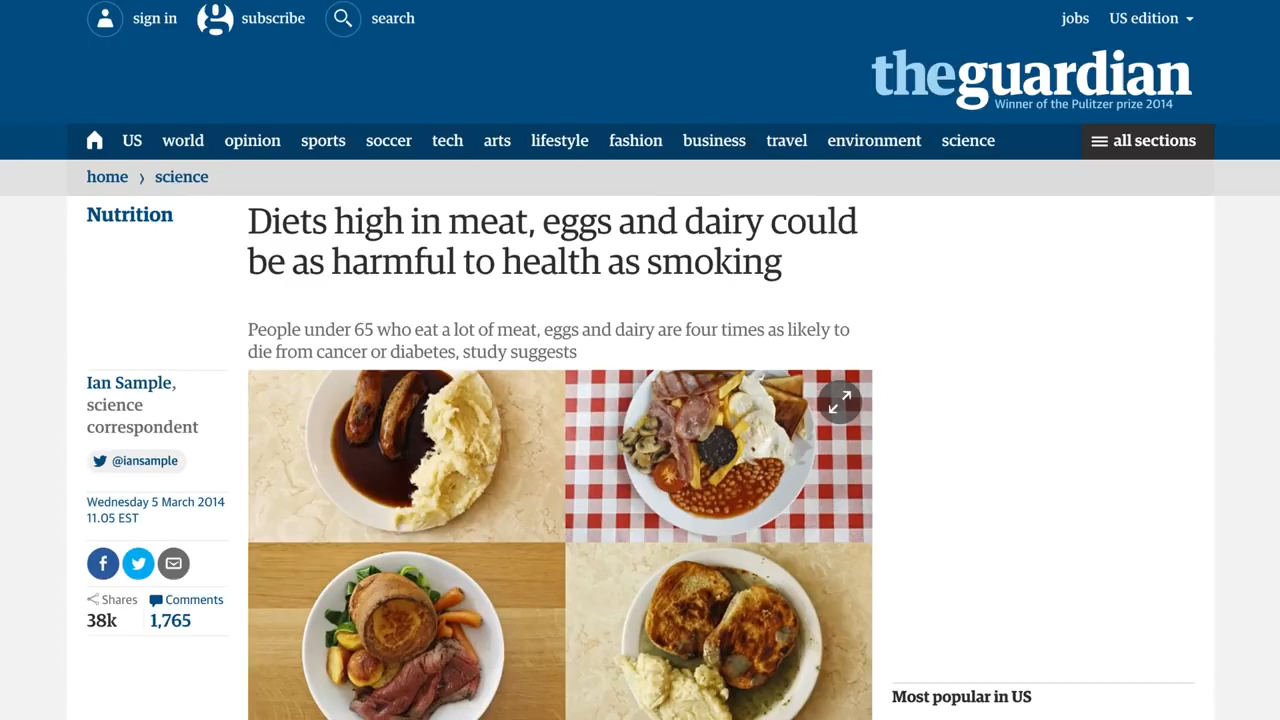 sign in
subscribe
search
jobs
US edition
theguardian
Winner of the Pulitzer prize 2014
US
world
opinion
sports
soccer
tech
arts
lifestyle
fashion
business
travel
environment
science
all sections
home › science
Nutrition
Diets high in meat, eggs and dairy could
be as harmful to health as smoking
People under 65 who eat a lot of meat, eggs and dairy are four times as likely to
die from cancer or diabetes, study suggests
Ian Sample,
science
correspondent
@iansample
Wednesday 5 March 2014
11.05 EST
Shares
38k
Comments
1,765
Most popular in US